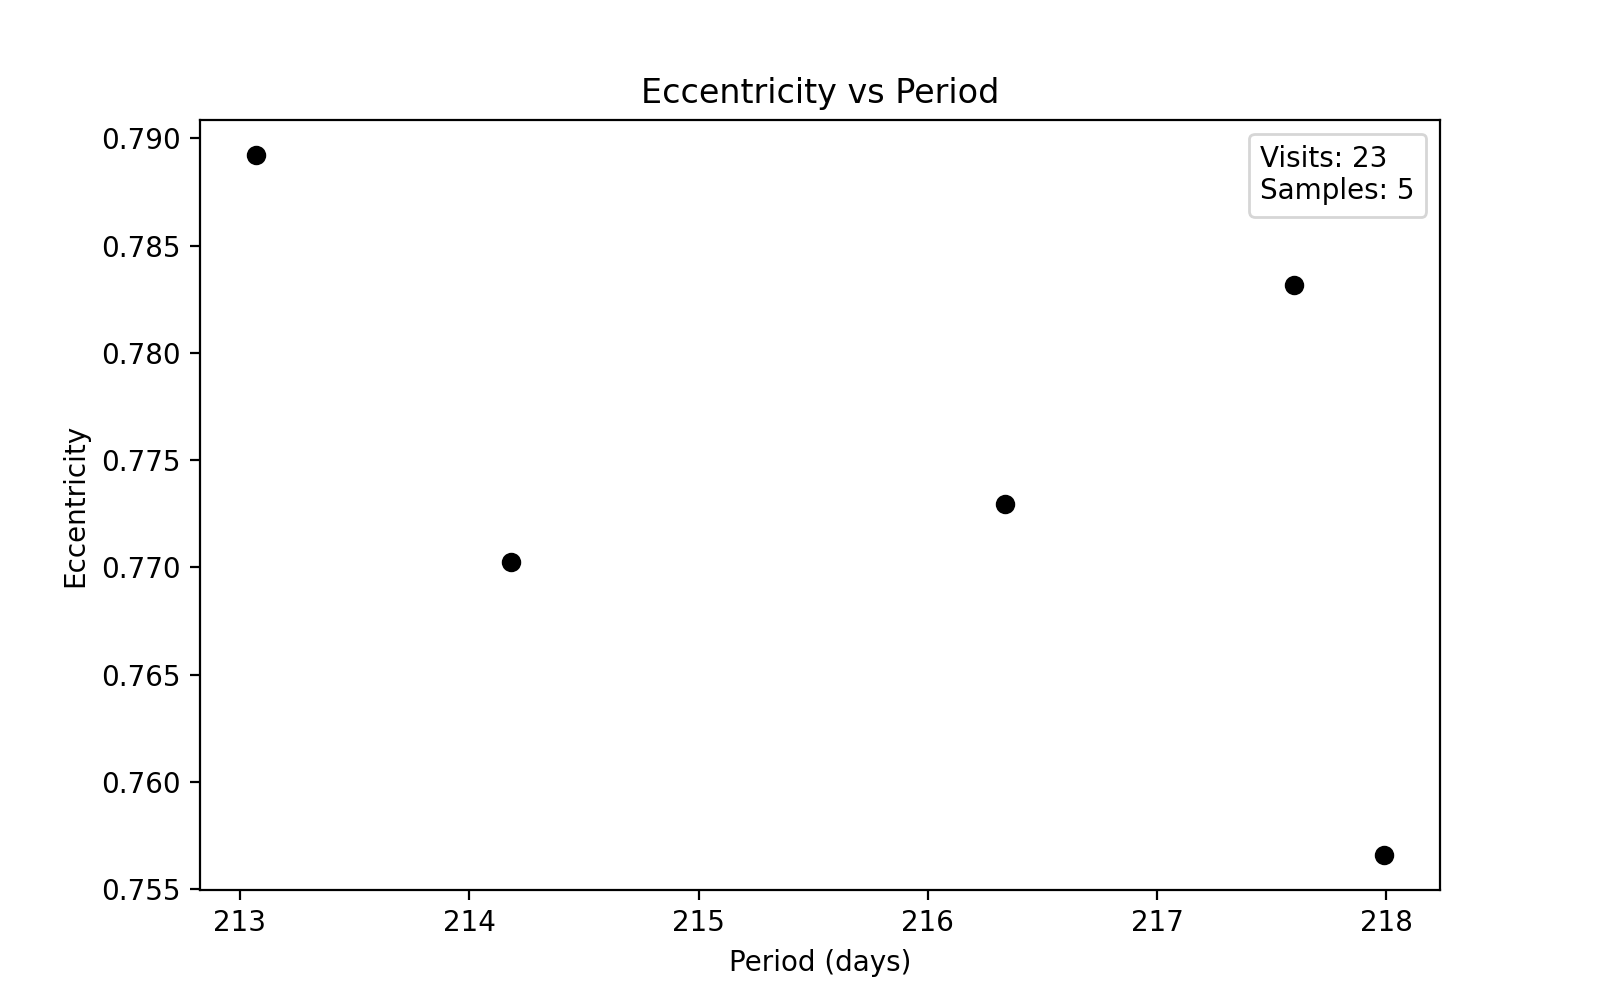 Eccentricity vs Period
Visits: 23
Samples: 5
0.790
0.785
0.780
0.775
0.770
0.765
0.760
0.755
Eccentricity
213 214 215 216 217 218
Period (days)